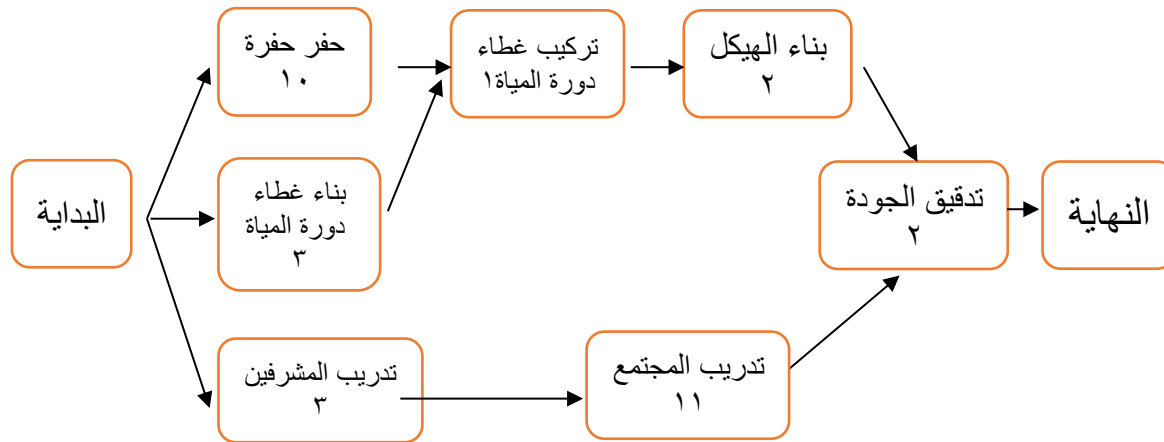 البداية
حفر حفرة
١٠
بناء غطاء
دورة المياة
٣
تدريب المشرفين
٣
تركيب غطاء
دورة المياة١
بناء الهيكل
٢
تدريب المجتمع
١١
تدقيق الجودة
٢
النهاية